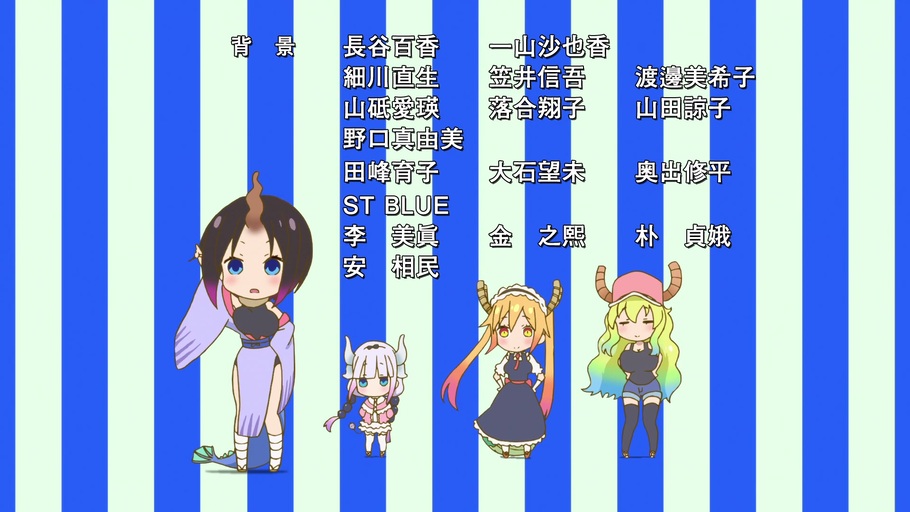 背　景　長谷百香　一山沙也香
細川直生　笠井信吾　渡邊美希子
山砥愛瑛　落合翔子　山田諒子
野口真由美
田峰育子　大石望未　奥出修平
ST BLUE
李　美眞　金　之熙　朴　貞娥
安　相民